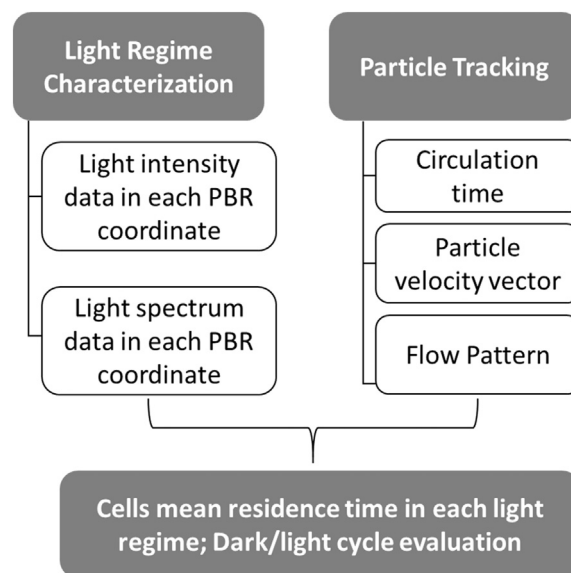 Light Regime
Characterization
Light intensity
data in each PBR
coordinate
Light spectrum
data in each PBR
coordinate
Particle Tracking
Circulation
time
Particle
velocity vector
Flow Pattern
Cells mean residence time in each light
regime; Dark/light cycle evaluation